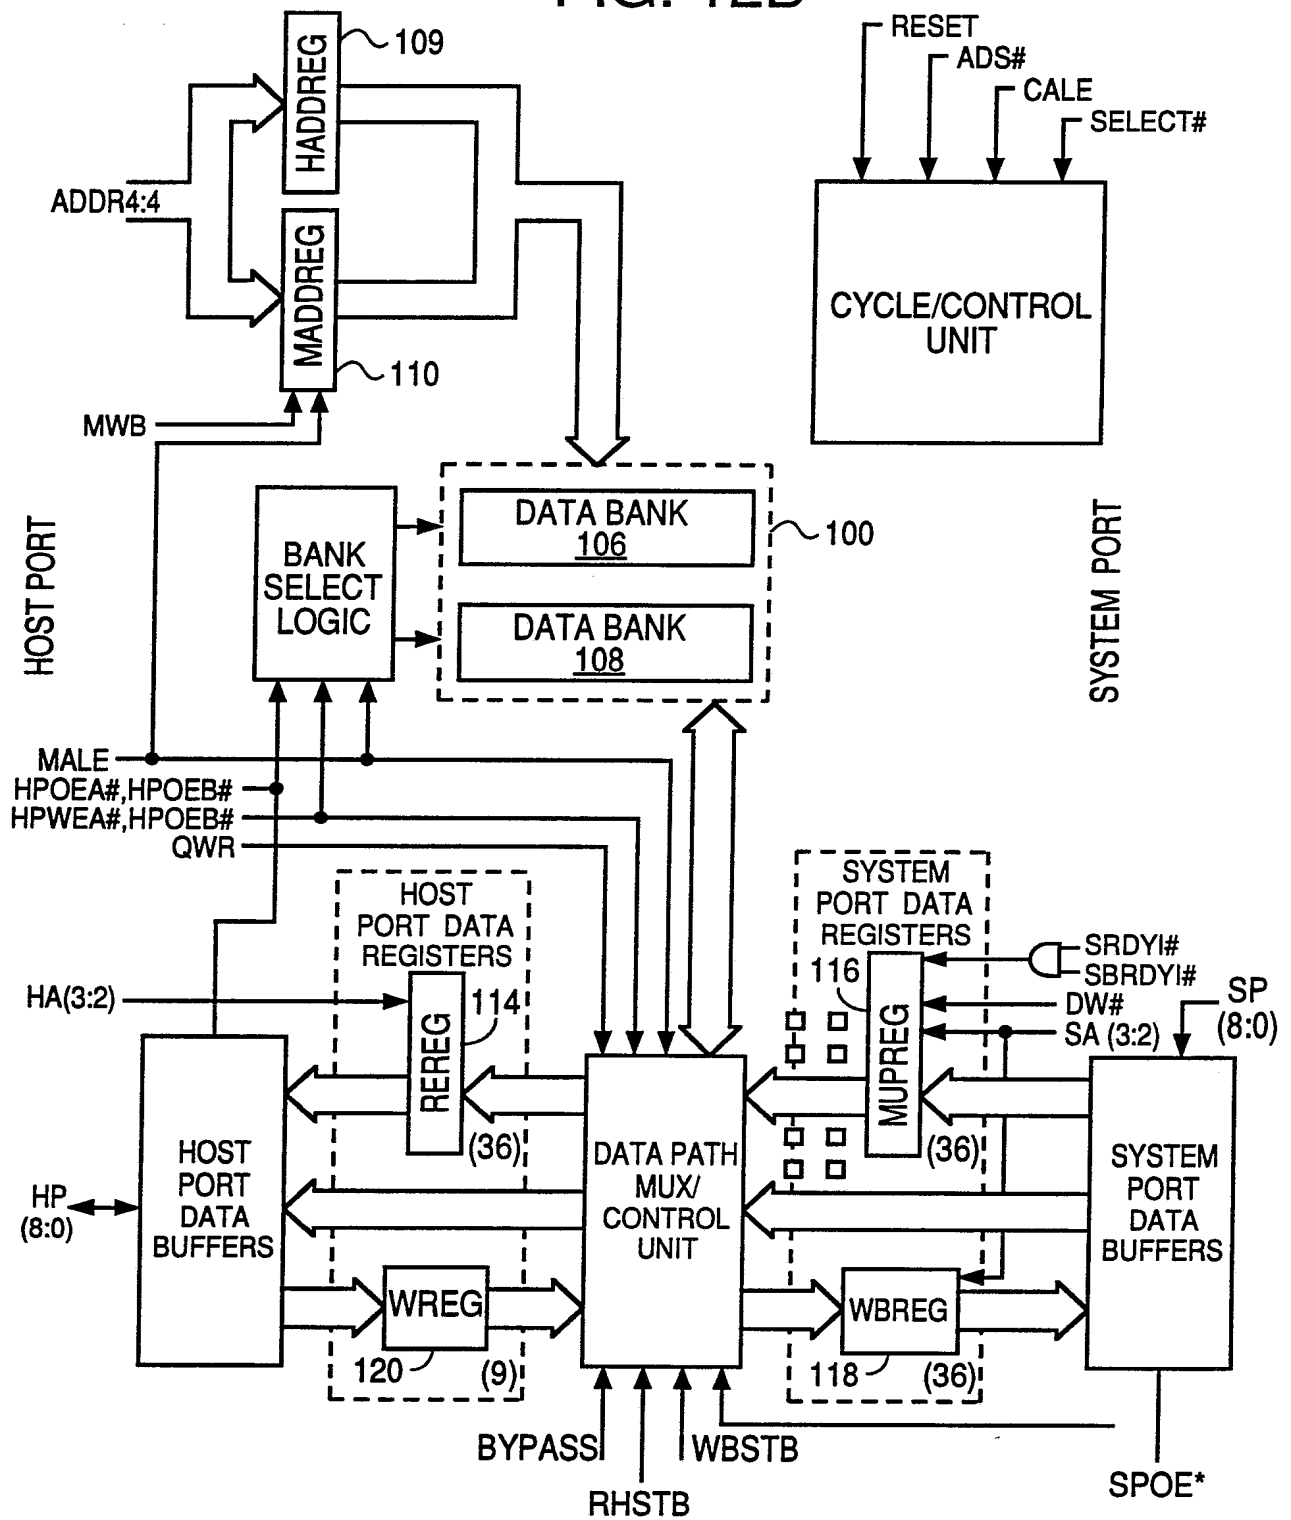 FIG. 12B
RESET
ADS#
CALE
SELECT#
HADDREG
109
ADDR4:4
MADDREG
110
MWB
CYCLE/CONTROL
UNIT
HOST PORT
SYSTEM PORT
BANK
SELECT
LOGIC
DATA BANK
106
DATA BANK
108
100
MALE
HPOEA#,HPOEB#
HPWEA#,HPOEB#
QWR
HOST
PORT DATA
REGISTERS
SYSTEM
PORT DATA
REGISTERS
HA(3:2)
REREG
114
(36)
116
MUPREG
(36)
SRDYI#
SBRDYI#
DW#
SA (3:2)
SP
(8:0)
HP
(8:0)
HOST
PORT
DATA
BUFFERS
DATA PATH
MUX/
CONTROL
UNIT
SYSTEM
PORT
DATA
BUFFERS
WREG
120
(9)
WBREG
118
(36)
BYPASS
RHSTB
WBSTB
SPOE*